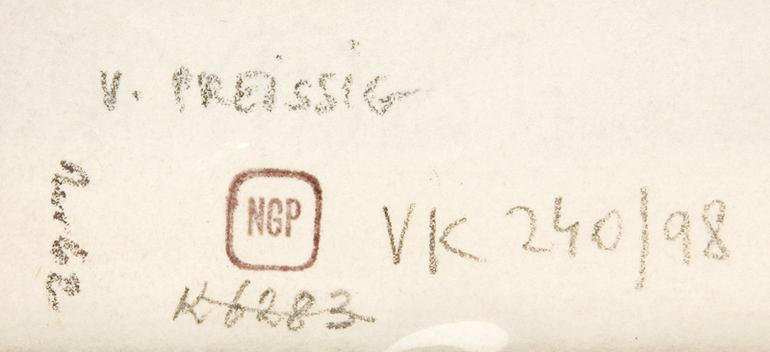 V. PREISSIG
NGP
VK 240/98
K6283